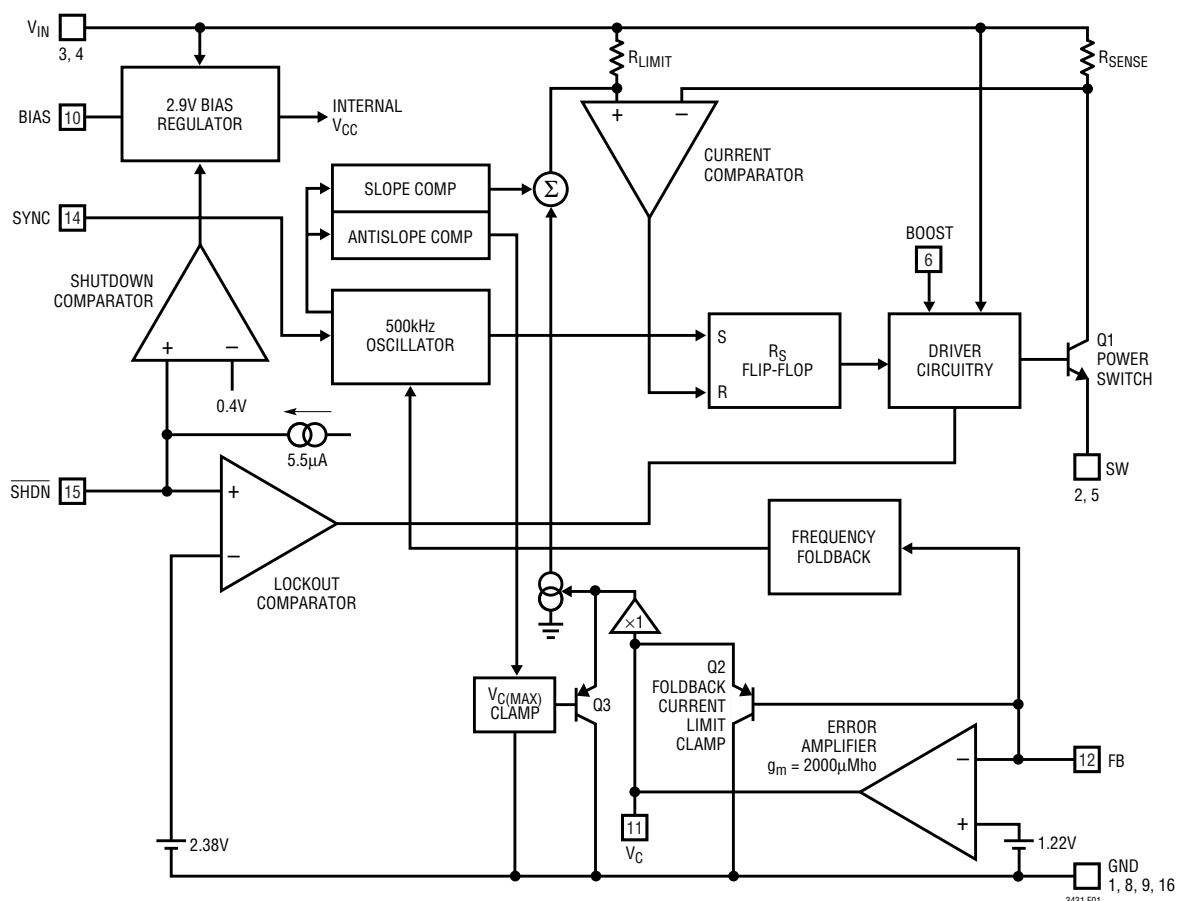 VIN
3, 4
RLIMIT
RSENSE
2.9V BIAS
REGULATOR
BIAS
10
INTERNAL
VCC
+
–
CURRENT
COMPARATOR
SLOPE COMP
Σ
ANTISLOPE COMP
SYNC
14
BOOST
6
SHUTDOWN
COMPARATOR
+
–
0.4V
500kHz
OSCILLATOR
S
R
RS
FLIP-FLOP
DRIVER
CIRCUITRY
Q1
POWER
SWITCH
5.5µA
SHDN
15
+
–
LOCKOUT
COMPARATOR
SW
2, 5
FREQUENCY
FOLDBACK
×1
VC(MAX)
CLAMP
Q3
Q2
FOLDBACK
CURRENT
LIMIT
CLAMP
ERROR
AMPLIFIER
gm = 2000µMho
–
+
12
FB
11
VC
2.38V
1.22V
GND
1, 8, 9, 16
3431 F01